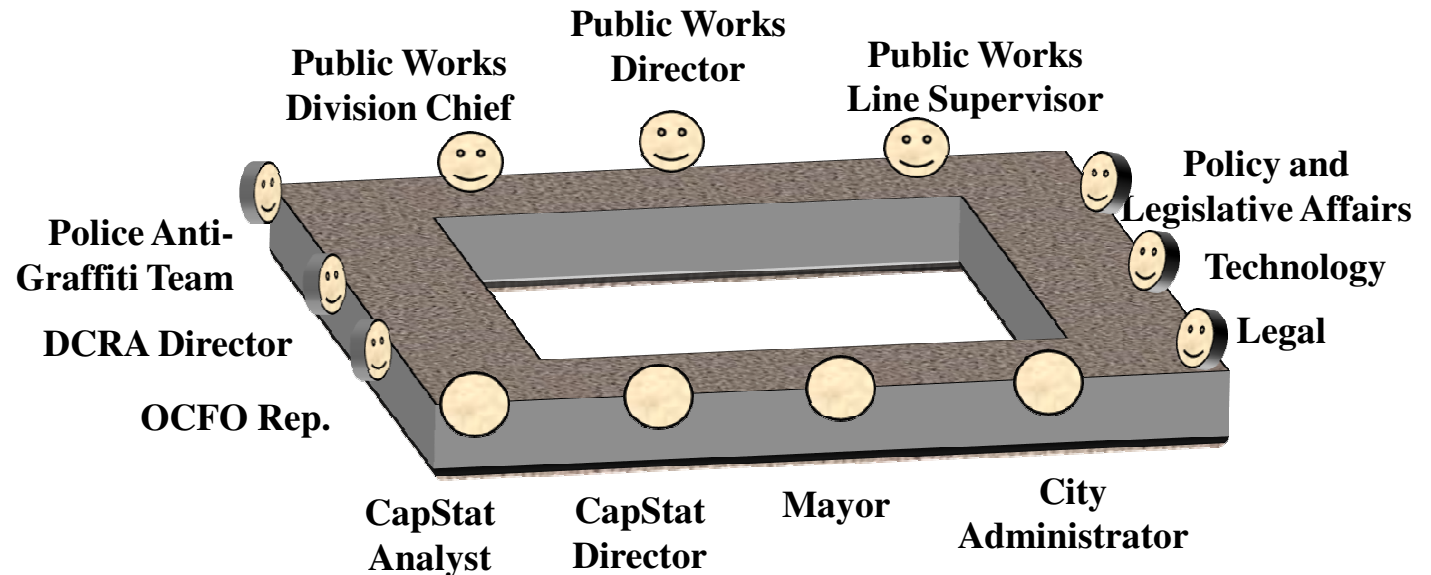 Public Works
Director
Public Works
Division Chief
Public Works
Line Supervisor
Policy and
Legislative Affairs
Police Anti-
Graffiti Team
Technology
DCRA Director
Legal
OCFO Rep.
CapStat
Analyst
CapStat
Director
Mayor
City
Administrator